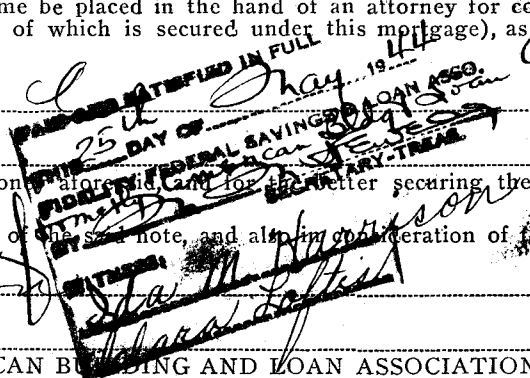 me be placed in the hand of an attorney for
of which is secured under this mortgage), as
PAID AND SATISFIED IN FULL
THIS 25th DAY OF May 1944
FIDELITY FEDERAL SAVINGS & LOAN ASSO.
American Bldg & Loan
BY
SECRETARY-TREAS.
aforesaid, and for the better securing the
of the said note, and also in consideration of
WITNESS:
Ida M Harrison
Clara Loftis
CAN BUILDING AND LOAN ASSOCIATION